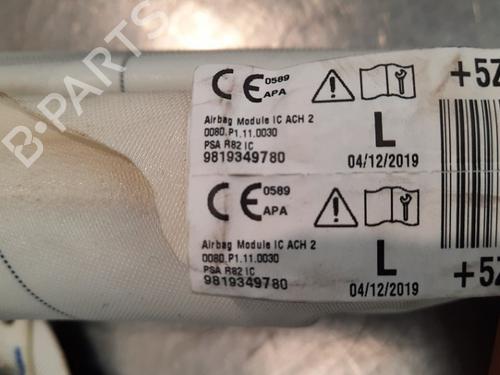 CE 0589
APA
Airbag Module IC ACH 2
0080.P1.11.0030
PSA R82 IC
9819349780
L
04/12/2019
+5Z
CE 0589
APA
Airbag Module IC ACH 2
0080.P1.11.0030
PSA R82 IC
9819349780
L
04/12/2019
+5Z
B-PARTS